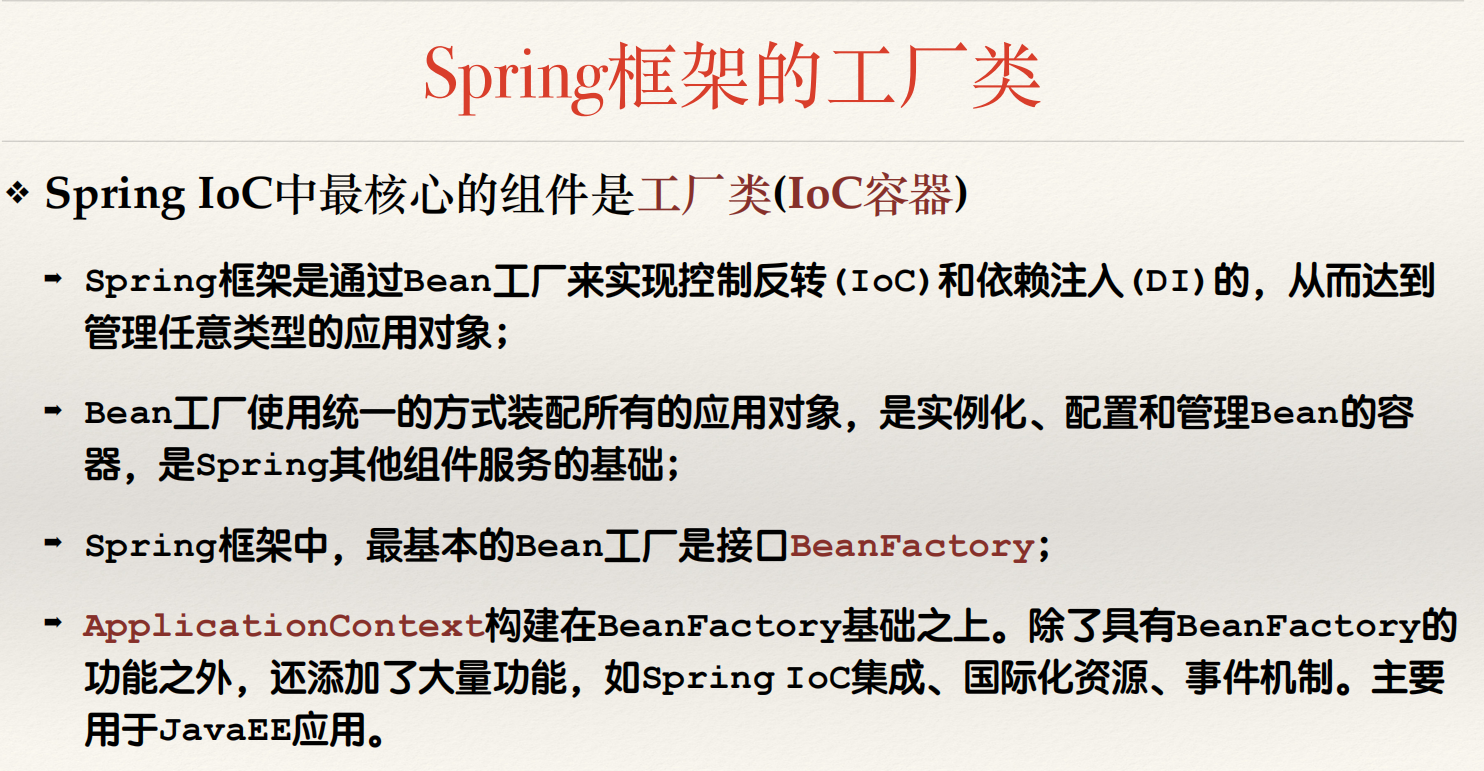 Spring框架的工厂类
❖ Spring IoC中最核心的组件是工厂类(IoC容器)
➡ Spring框架是通过Bean工厂来实现控制反转(IoC)和依赖注入(DI)的，从而达到
管理任意类型的应用对象；
➡ Bean工厂使用统一的方式装配所有的应用对象，是实例化、配置和管理Bean的容
器，是Spring其他组件服务的基础；
➡ Spring框架中，最基本的Bean工厂是接口BeanFactory；
➡ ApplicationContext构建在BeanFactory基础之上。除了具有BeanFactory的
功能之外，还添加了大量功能，如Spring IoC集成、国际化资源、事件机制。主要
用于JavaEE应用。